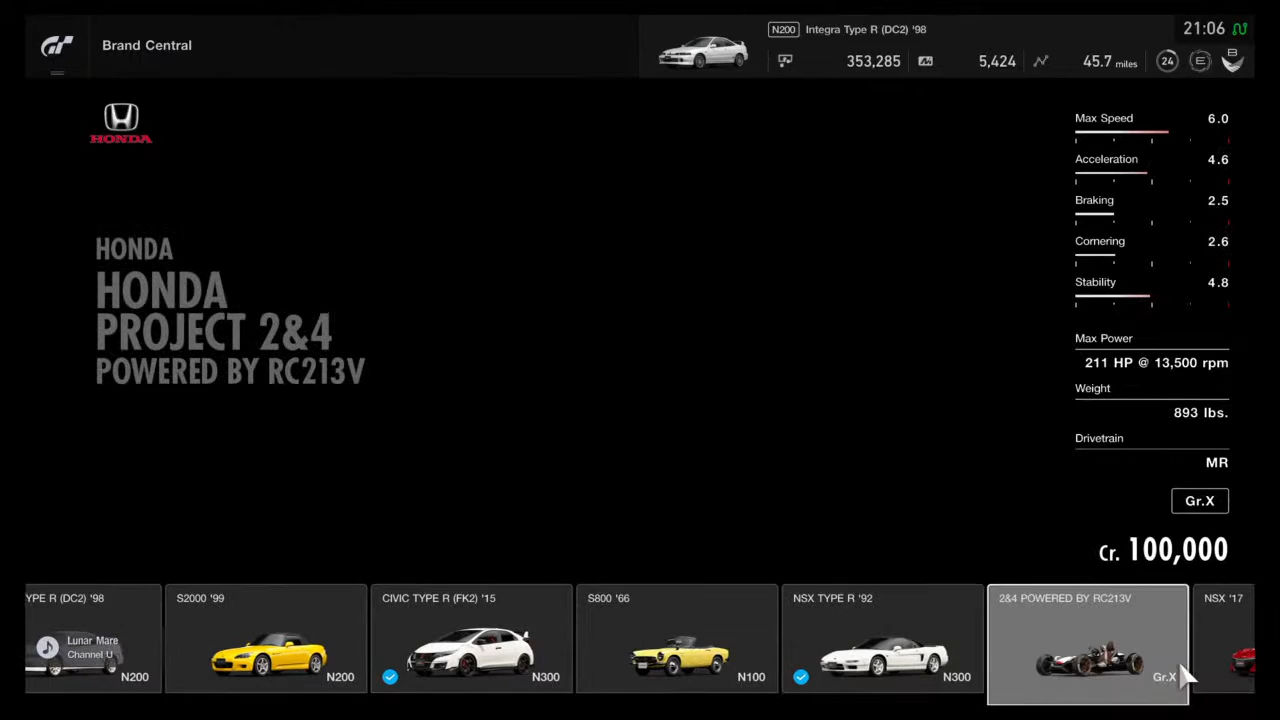 Brand Central
N200 Integra Type R (DC2) '98
21:06
353,285
5,424
45.7 miles
24
E
B
HONDA
HONDA
HONDA
PROJECT 2&4
POWERED BY RC213V
Max Speed 6.0
Acceleration 4.6
Braking 2.5
Cornering 2.6
Stability 4.8
Max Power
211 HP @ 13,500 rpm
Weight
893 lbs.
Drivetrain
MR
Gr.X
Cr. 100,000
YPE R (DC2) '98
Lunar Mare
Channel U
N200
S2000 '99
N200
CIVIC TYPE R (FK2) '15
N300
S800 '66
N100
NSX TYPE R '92
N300
2&4 POWERED BY RC213V
Gr.X
NSX '17